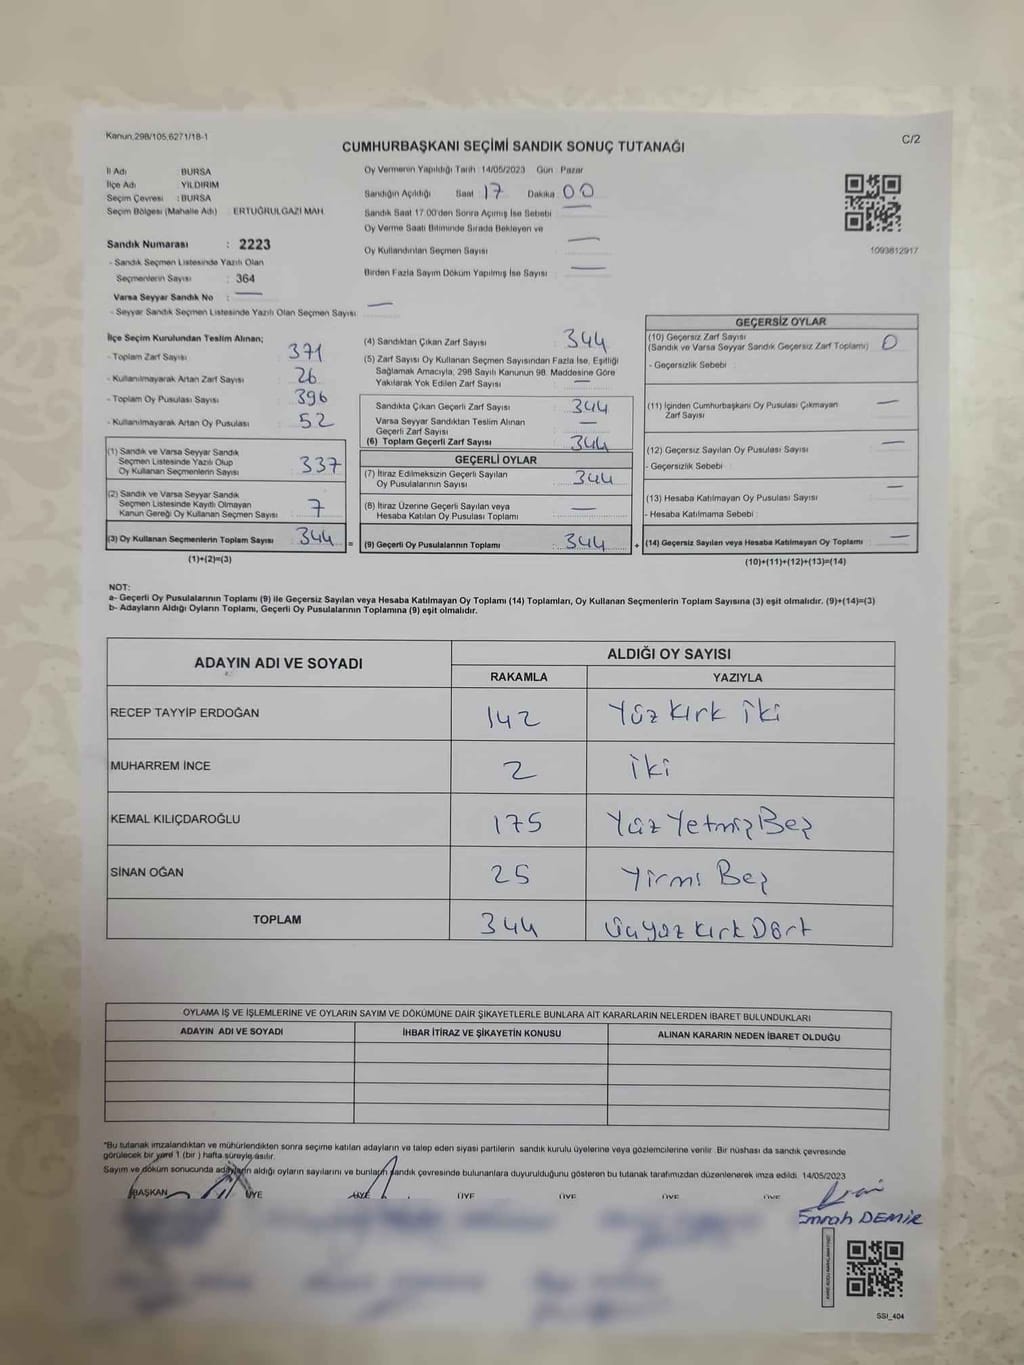 Kanun.298/105.6271/18-1
CUMHURBAŞKANI SEÇİMİ SANDIK SONUÇ TUTANAĞI
C/2
İl Adı BURSA
İlçe Adı YILDIRIM
Seçim Çevresi : BURSA
Seçim Bölgesi (Mahalle Adı) ERTUĞRULGAZİ MAH.
Sandık Numarası : 2223
- Sandık Seçmen Listesinde Yazılı Olan
Seçmenlerin Sayısı : 364
Varsa Seyyar Sandık No : —
- Seyyar Sandık Seçmen Listesinde Yazılı Olan Seçmen Sayısı : —
Oy Vermenin Yapıldığı Tarih : 14/05/2023 Gün : Pazar
Sandığın Açıldığı Saat : 17 Dakika 00
Sandık Saat 17.00'den Sonra Açımış İse Sebebi —
Oy Verme Saati Bitiminde Sırada Bekleyen ve
Oy Kullandırılan Seçmen Sayısı —
Birden Fazla Sayım Döküm Yapılmış İse Sayısı —
1093812917
İlçe Seçim Kurulundan Teslim Alınan;
- Toplam Zarf Sayısı : 371
- Kullanılmayarak Artan Zarf Sayısı : 26
- Toplam Oy Pusulası Sayısı : 396
- Kullanılmayarak Artan Oy Pusulası : 52
(1) Sandık ve Varsa Seyyar Sandık
Seçmen Listesinde Yazılı Olup
Oy Kullanan Seçmenlerin Sayısı : 337
(2) Sandık ve Varsa Seyyar Sandık
Seçmen Listesinde Kayıtlı Olmayan
Kanun Gereği Oy Kullanan Seçmen Sayısı : 7
(3) Oy Kullanan Seçmenlerin Toplam Sayısı 344 =
(1)+(2)=(3)
(4) Sandıktan Çıkan Zarf Sayısı : 344
(5) Zarf Sayısı Oy Kullanan Seçmen Sayısından Fazla İse, Eşitliği
Sağlamak Amacıyla, 298 Sayılı Kanunun 98. Maddesine Göre
Yakılarak Yok Edilen Zarf Sayısı : —
Sandıkta Çıkan Geçerli Zarf Sayısı : 344
Varsa Seyyar Sandıktan Teslim Alınan
Geçerli Zarf Sayısı : —
(6) Toplam Geçerli Zarf Sayısı : 344
GEÇERLİ OYLAR
(7) İtiraz Edilmeksizin Geçerli Sayılan
Oy Pusulalarının Sayısı : 344
(8) İtiraz Üzerine Geçerli Sayılan veya
Hesaba Katılan Oy Pusulası Toplamı : —
(9) Geçerli Oy Pusulalarının Toplamı : 344 +
GEÇERSİZ OYLAR
(10) Geçersiz Zarf Sayısı
(Sandık ve Varsa Seyyar Sandık Geçersiz Zarf Toplamı) : 0
- Geçersizlik Sebebi :
(11) İçinden Cumhurbaşkanı Oy Pusulası Çıkmayan
Zarf Sayısı —
(12) Geçersiz Sayılan Oy Pusulası Sayısı —
- Geçersizlik Sebebi :
(13) Hesaba Katılmayan Oy Pusulası Sayısı —
- Hesaba Katılmama Sebebi :
(14) Geçersiz Sayılan veya Hesaba Katılmayan Oy Toplamı : —
(10)+(11)+(12)+(13)=(14)
NOT:
a- Geçerli Oy Pusulalarının Toplamı (9) ile Geçersiz Sayılan veya Hesaba Katılmayan Oy Toplamı (14) Toplamları, Oy Kullanan Seçmenlerin Toplam Sayısına (3) eşit olmalıdır. (9)+(14)=(3)
b- Adayların Aldığı Oyların Toplamı, Geçerli Oy Pusulalarının Toplamına (9) eşit olmalıdır.
ADAYIN ADI VE SOYADI
ALDIĞI OY SAYISI
RAKAMLA YAZIYLA
RECEP TAYYİP ERDOĞAN 142 Yüz Kırk iki
MUHARREM İNCE 2 iki
KEMAL KILIÇDAROĞLU 175 Yüz Yetmiş Beş
SİNAN OĞAN 25 Yirmi Beş
TOPLAM 344 Üçyüz Kırk Dört
OYLAMA İŞ VE İŞLEMLERİNE VE OYLARIN SAYIM VE DÖKÜMÜNE DAİR ŞİKAYETLERLE BUNLARA AİT KARARLARIN NELERDEN İBARET BULUNDUKLARI
ADAYIN ADI VE SOYADI İHBAR İTİRAZ VE ŞİKAYETİN KONUSU ALINAN KARARIN NEDEN İBARET OLDUĞU
*Bu tutanak imzalandıktan ve mühürlendikten sonra seçime katılan adayların ve talep eden siyasi partilerin sandık kurulu üyelerine veya gözlemcilerine verilir. Bir nüshası da sandık çevresinde
görülecek bir yere 1 (bir) hafta süreyle asılır.
Sayım ve döküm sonucunda adayların aldığı oyların sayılarını ve bunların sandık çevresinde bulunanlara duyurulduğunu gösteren bu tutanak tarafımızdan düzenlenerek imza edildi. 14/05/2023
BAŞKAN ÜYE ÜYE ÜYE ÜYE ÜYE ÜYE
Emrah DEMİR
SSI_404